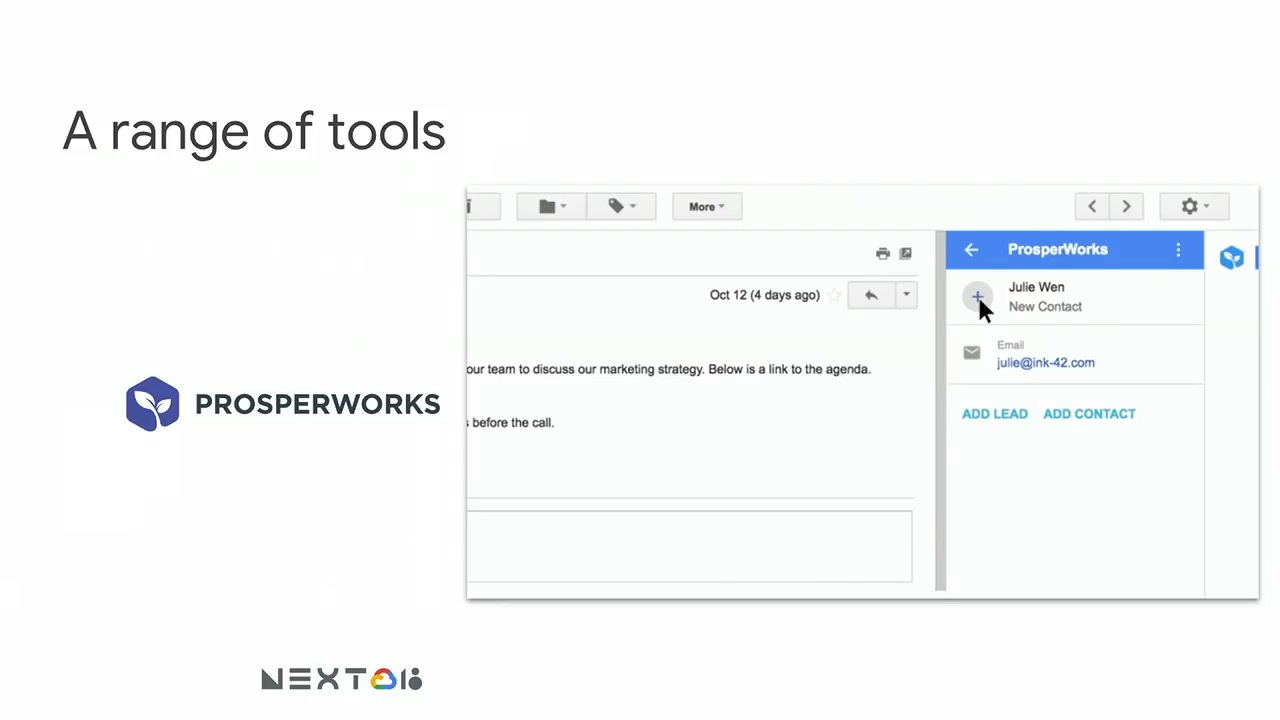 A range of tools
PROSPERWORKS
More
Oct 12 (4 days ago)
our team to discuss our marketing strategy. Below is a link to the agenda.
before the call.
ProsperWorks
Julie Wen
New Contact
Email
julie@ink-42.com
ADD LEAD ADD CONTACT
NEXT 18